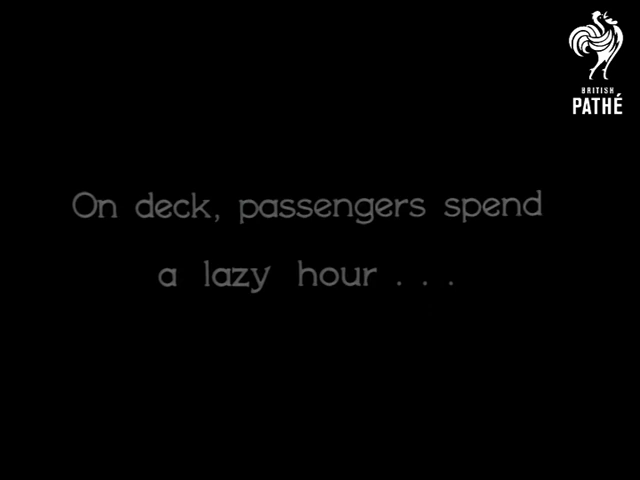 BRITISH
PATHÉ
On deck, passengers spend
a lazy hour . . .